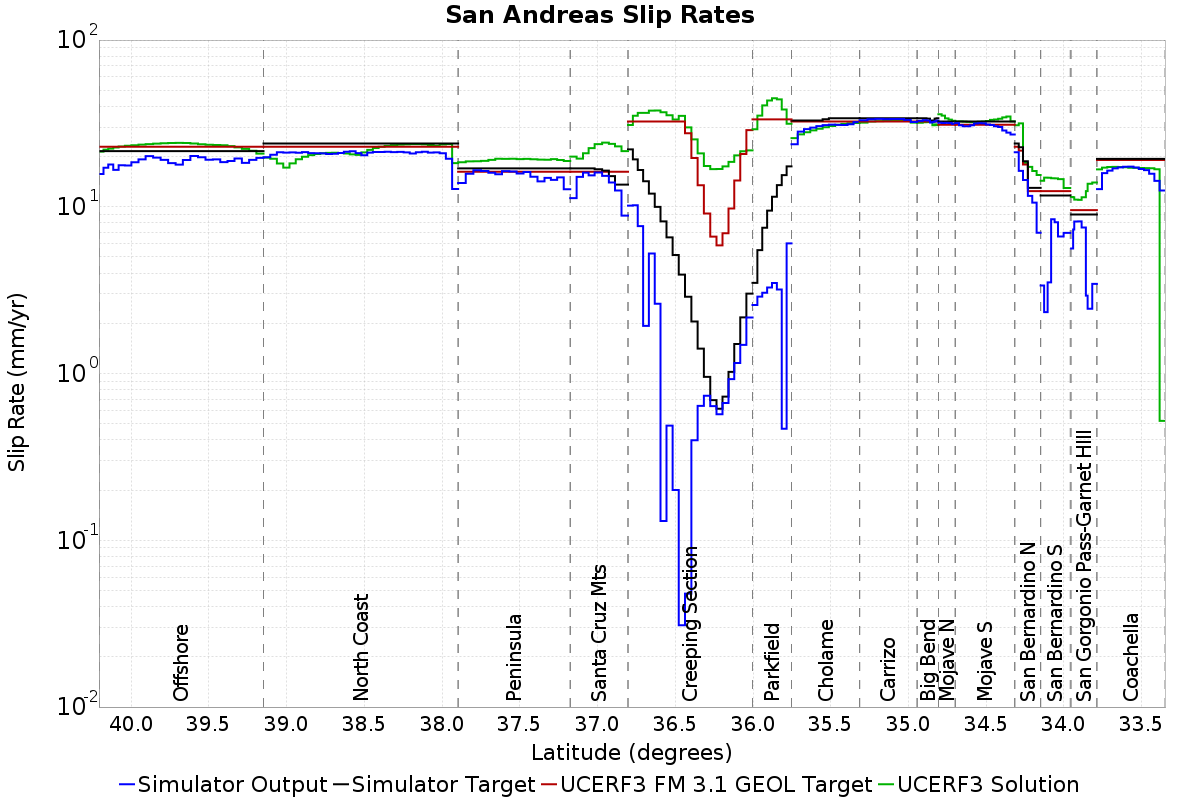 San Andreas Slip Rates
Slip Rate (mm/yr)
10^2
10^1
10^0
10^-1
10^-2
Offshore
North Coast
Peninsula
Santa Cruz Mts
Creeping Section
Parkfield
Cholame
Carrizo
Big Bend
Mojave N
Mojave S
San Bernardino N
San Bernardino S
San Gorgonio Pass-Garnet HIll
Coachella
40.0 39.5 39.0 38.5 38.0 37.5 37.0 36.5 36.0 35.5 35.0 34.5 34.0 33.5
Latitude (degrees)
Simulator Output Simulator Target UCERF3 FM 3.1 GEOL Target UCERF3 Solution